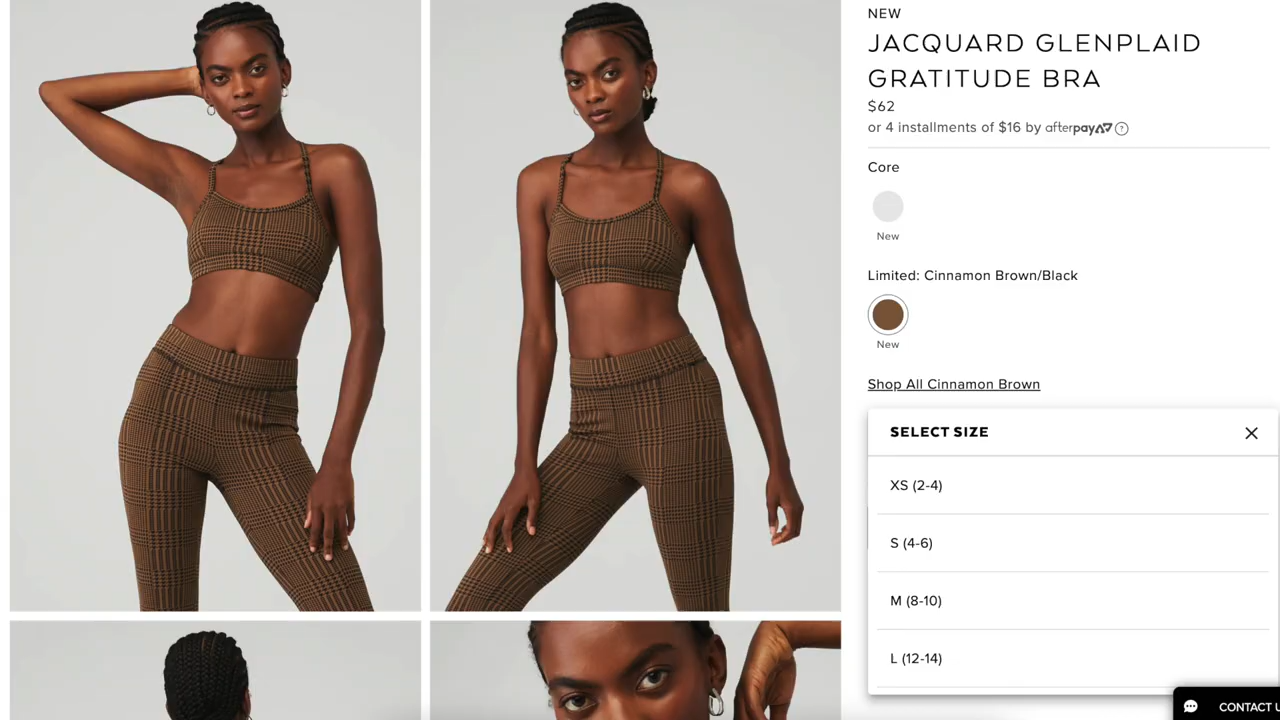 NEW
JACQUARD GLENPLAID
GRATITUDE BRA
$62
or 4 installments of $16 by afterpay ?
Core
New
Limited: Cinnamon Brown/Black
New
Shop All Cinnamon Brown
SELECT SIZE
XS (2-4)
S (4-6)
M (8-10)
L (12-14)
CONTACT